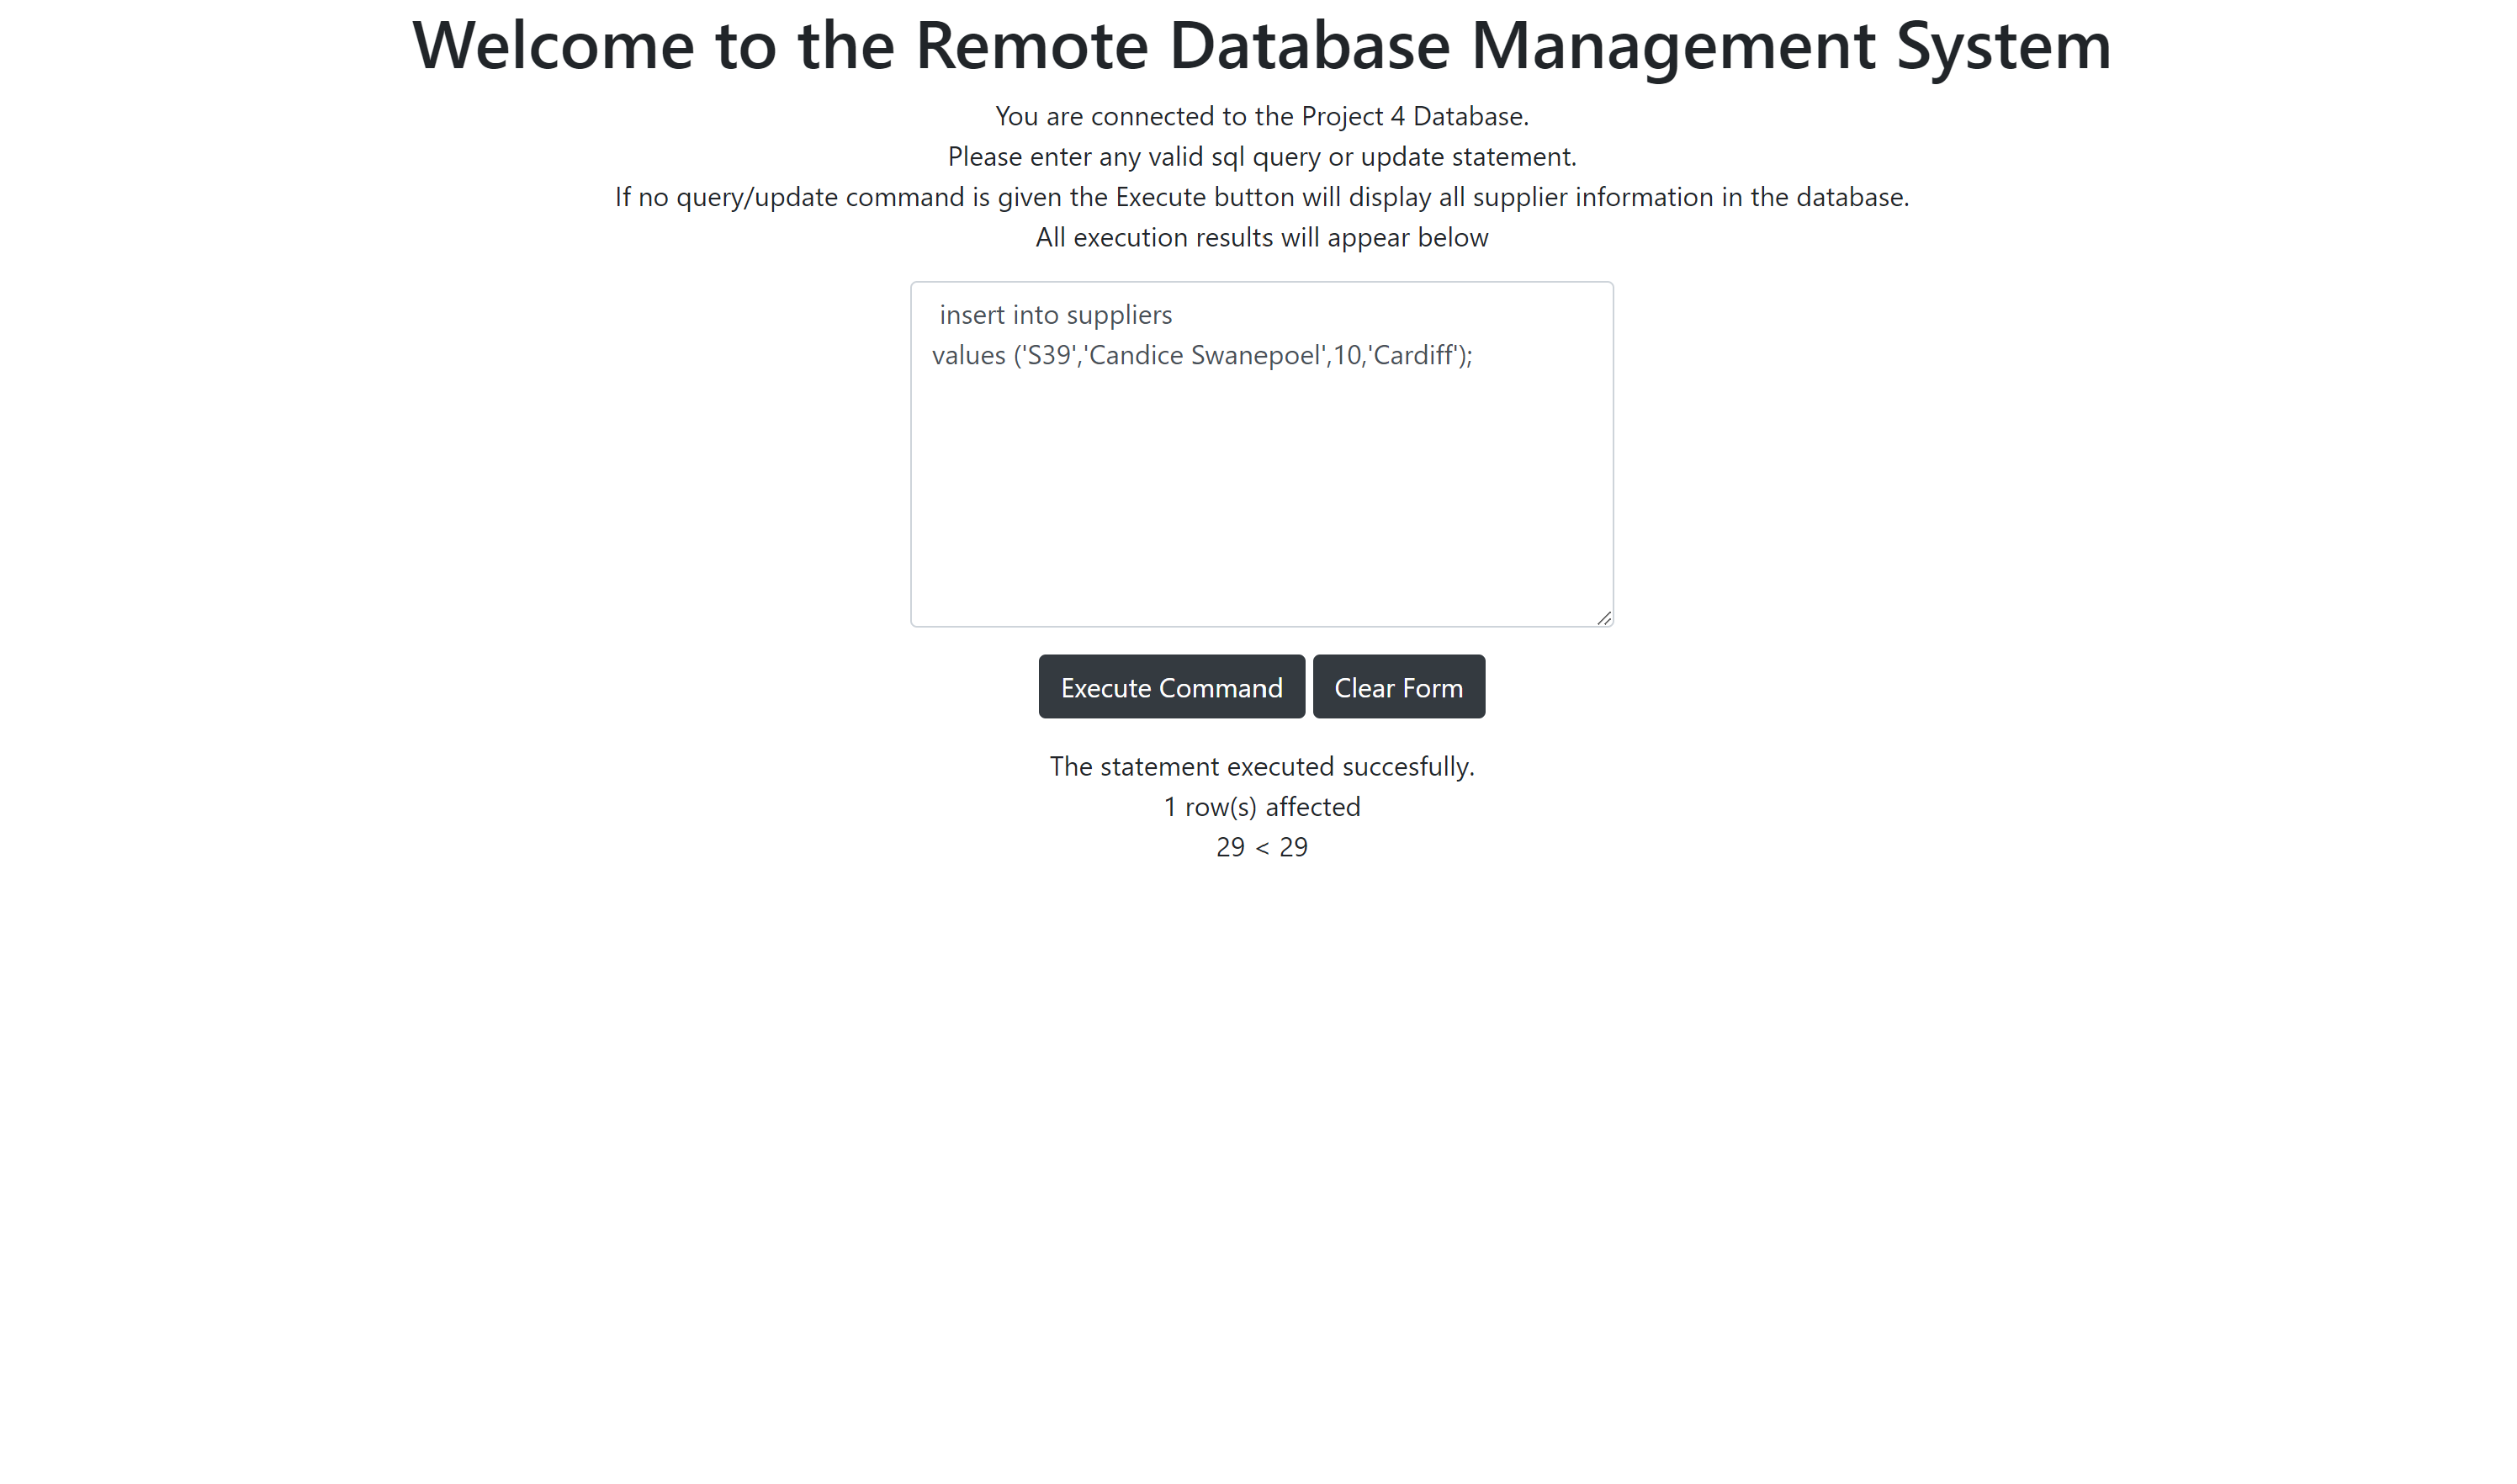 Welcome to the Remote Database Management System
You are connected to the Project 4 Database.
Please enter any valid sql query or update statement.
If no query/update command is given the Execute button will display all supplier information in the database.
All execution results will appear below
insert into suppliers
values ('S39','Candice Swanepoel',10,'Cardiff');
Execute Command Clear Form
The statement executed succesfully.
1 row(s) affected
29 < 29